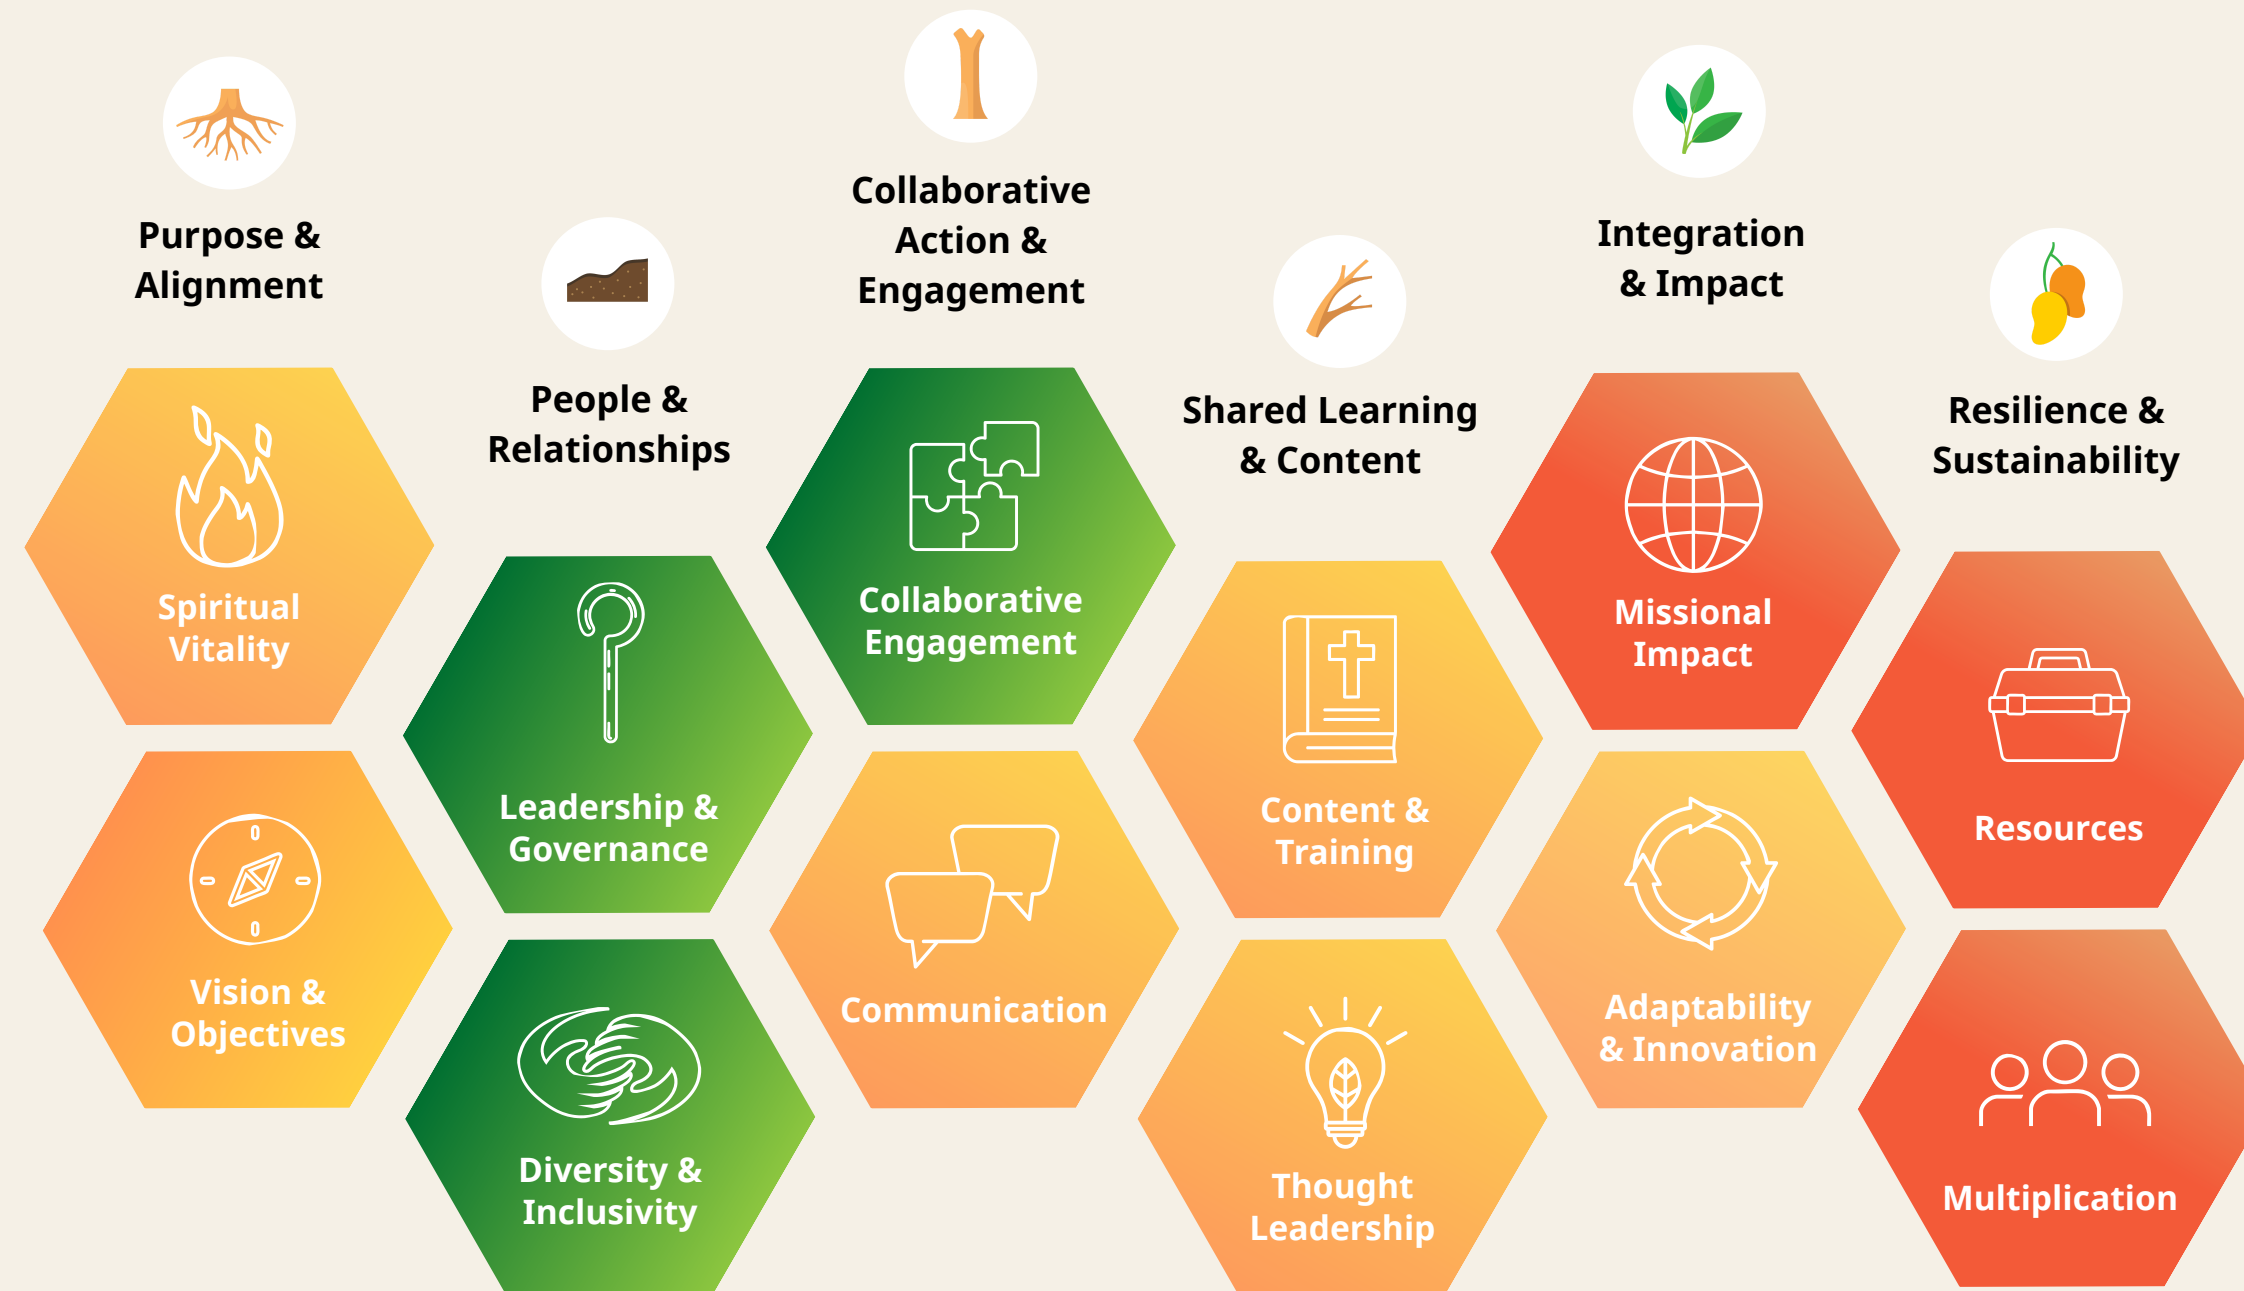 Purpose &
Alignment
Spiritual
Vitality
Vision &
Objectives
People &
Relationships
Leadership &
Governance
Diversity &
Inclusivity
Collaborative
Action &
Engagement
Collaborative
Engagement
Communication
Shared Learning
& Content
Content &
Training
Thought
Leadership
Integration
& Impact
Missional
Impact
Adaptability
& Innovation
Resilience &
Sustainability
Resources
Multiplication